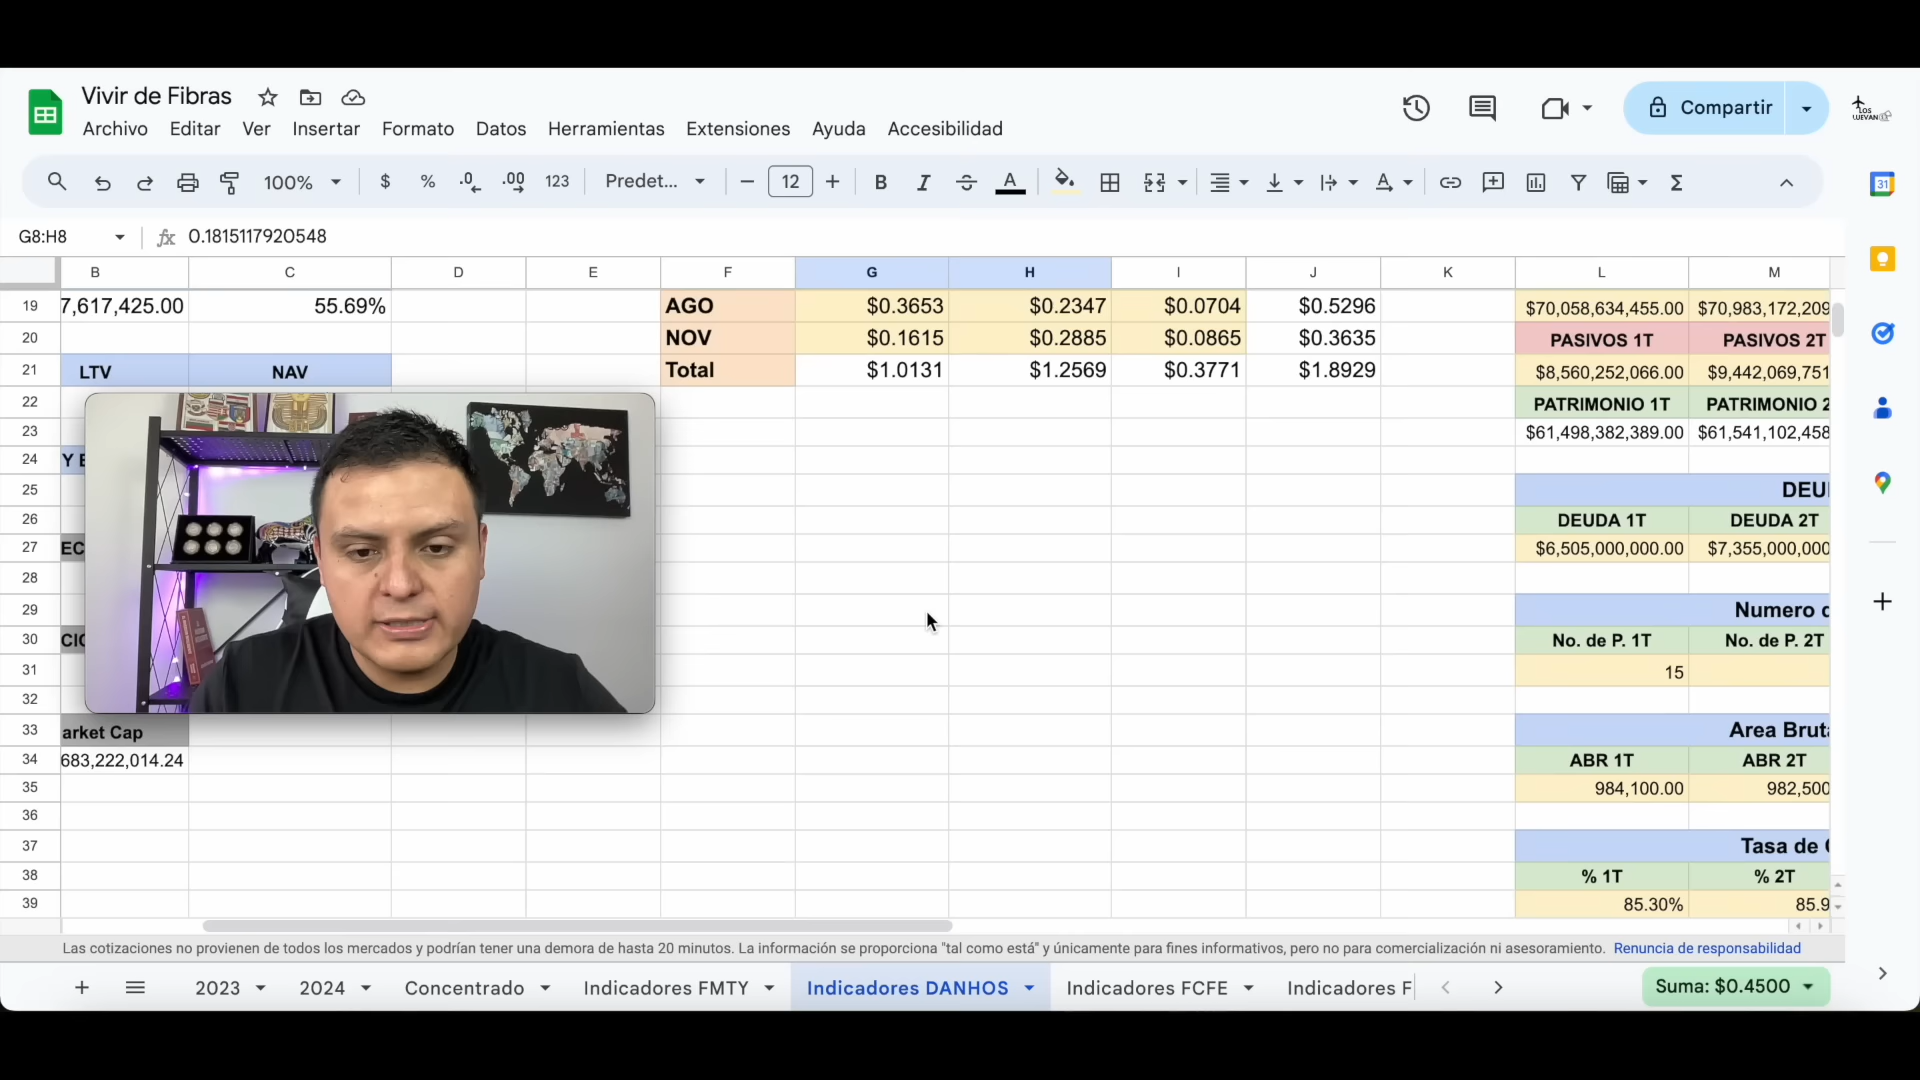 Vivir de Fibras
Archivo Editar Ver Insertar Formato Datos Herramientas Extensiones Ayuda Accesibilidad
Compartir
LOS
100% $ % .0 .00 123 Predet... 12 B I A
G8:H8 fx 0.1815117920548
B C D E F G H I J K L M
19 7,617,425.00 55.69% AGO $0.3653 $0.2347 $0.0704 $0.5296 $70,058,634,455.00 $70,983,172,209
20 NOV $0.1615 $0.2885 $0.0865 $0.3635 PASIVOS 1T PASIVOS 2T
21 LTV NAV Total $1.0131 $1.2569 $0.3771 $1.8929 $8,560,252,066.00 $9,442,069,751
22 PATRIMONIO 1T PATRIMONIO 2
23 $61,498,382,389.00 $61,541,102,458
24 Y E
25 DEU
26 DEUDA 1T DEUDA 2T
27 EC $6,505,000,000.00 $7,355,000,000
28
29 Numero d
30 CIO No. de P. 1T No. de P. 2T
31 15
32
33 arket Cap Area Bruta
34 683,222,014.24 ABR 1T ABR 2T
35 984,100.00 982,500
36
37 Tasa de
38 % 1T % 2T
39 85.30% 85.9
Las cotizaciones no provienen de todos los mercados y podrían tener una demora de hasta 20 minutos. La información se proporciona "tal como está" y únicamente para fines informativos, pero no para comercialización ni asesoramiento. Renuncia de responsabilidad
2023 2024 Concentrado Indicadores FMTY Indicadores DANHOS Indicadores FCFE Indicadores F Suma: $0.4500
31